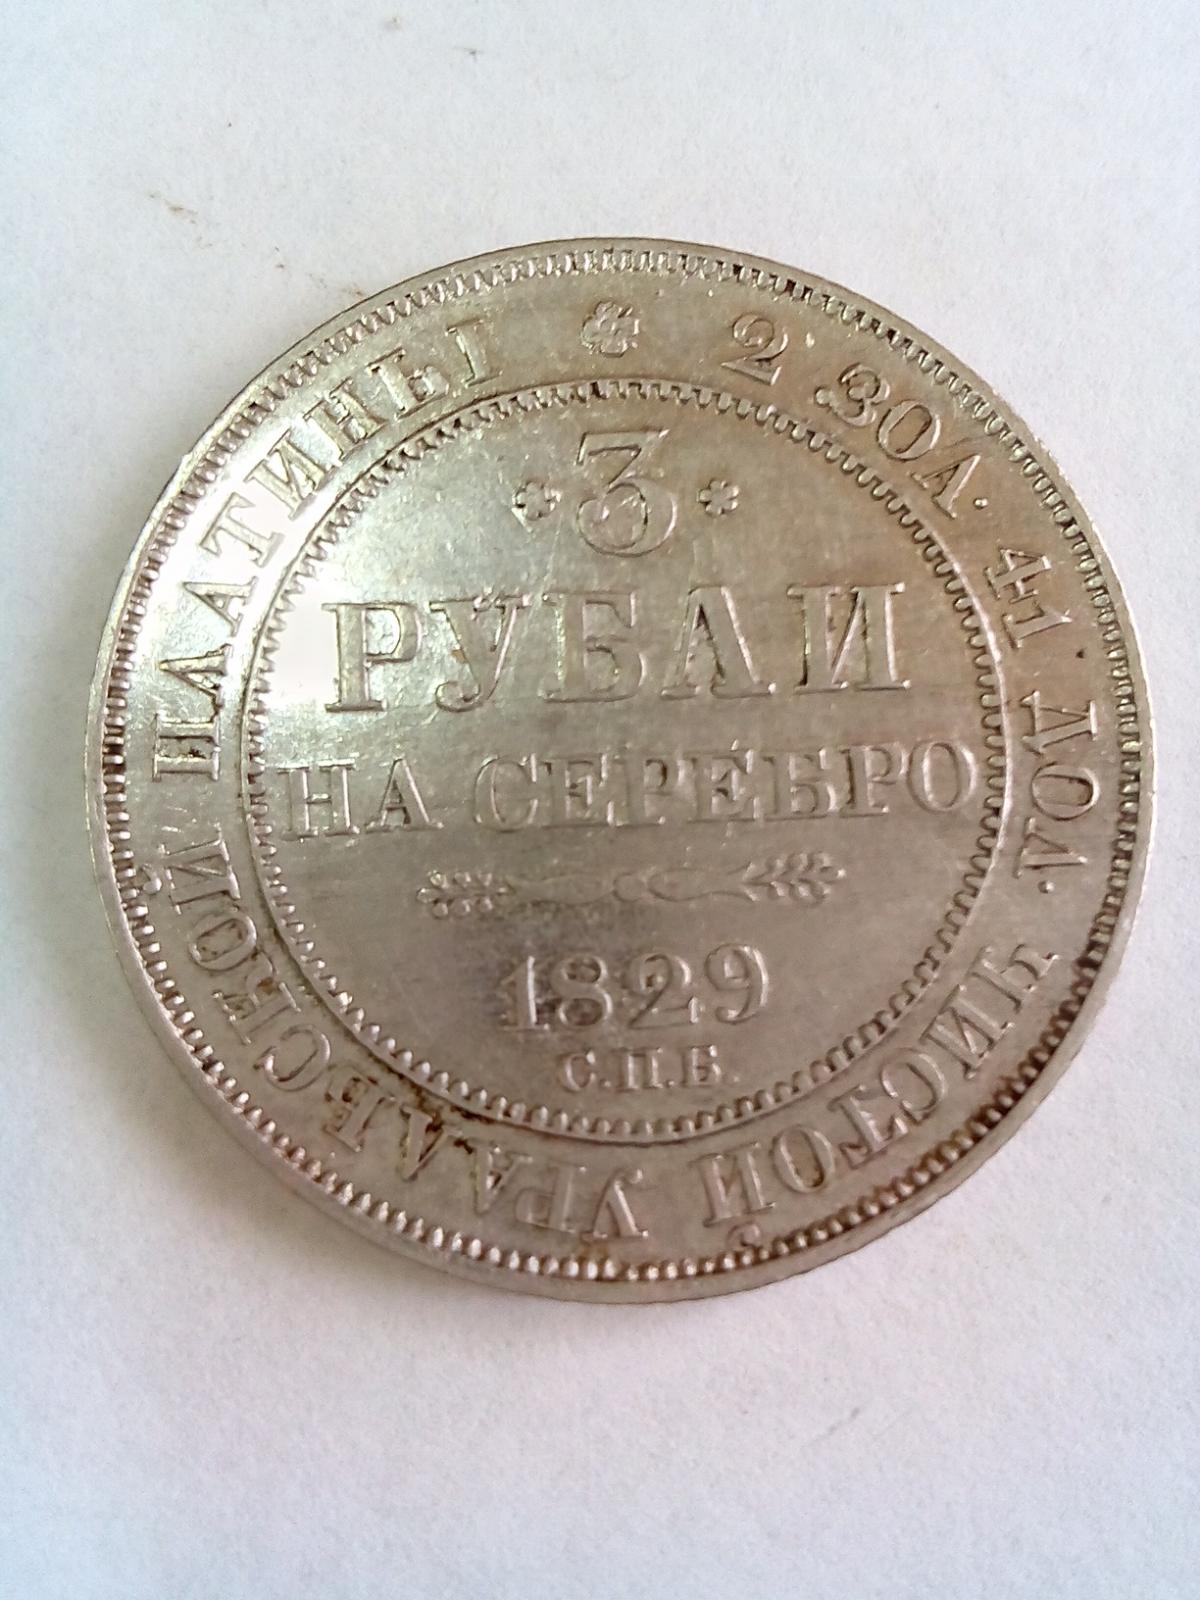 2 ЗОЛ. 41 ДОЛ. ЧИСТОЙ УРАЛЬСКОЙ ПЛАТИНЫ
3
РУБЛИ
НА СЕРЕБРО
1829
С.П.Б.